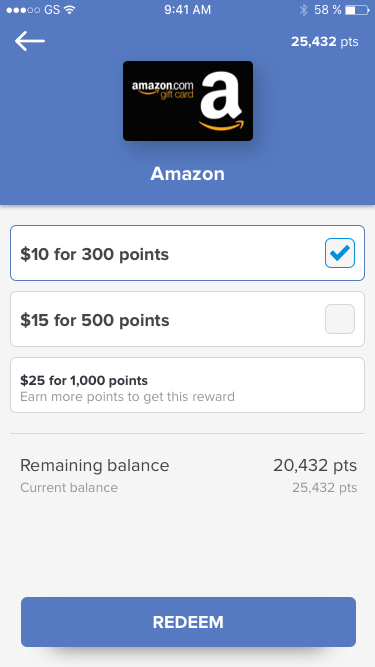 GS 9:41 AM 58 %
25,432 pts
amazon.com
gift card
a
Amazon
$10 for 300 points
$15 for 500 points
$25 for 1,000 points
Earn more points to get this reward
Remaining balance 20,432 pts
Current balance 25,432 pts
REDEEM